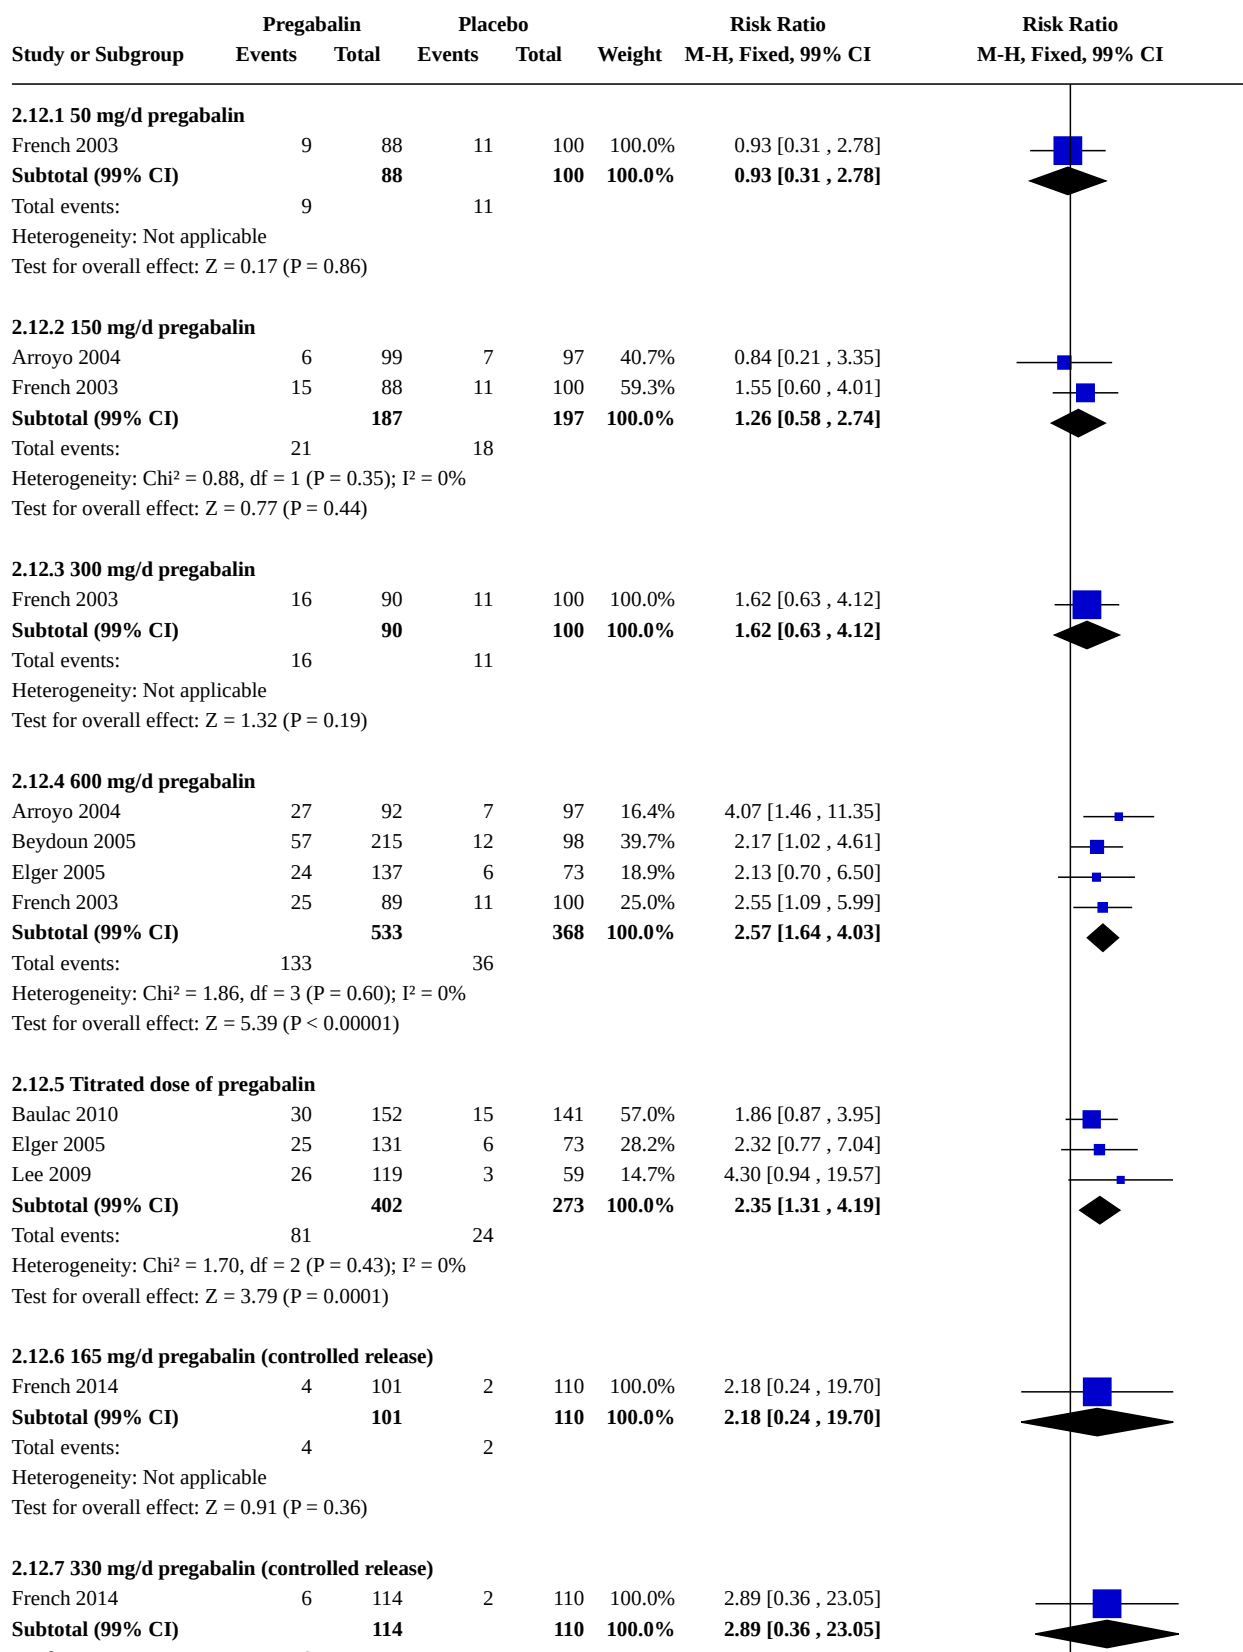 Pregabalin Placebo Risk Ratio Risk Ratio
Study or Subgroup Events Total Events Total Weight M-H, Fixed, 99% CI M-H, Fixed, 99% CI
2.12.1 50 mg/d pregabalin
French 2003 9 88 11 100 100.0% 0.93 [0.31 , 2.78]
Subtotal (99% CI) 88 100 100.0% 0.93 [0.31 , 2.78]
Total events: 9 11
Heterogeneity: Not applicable
Test for overall effect: Z = 0.17 (P = 0.86)
2.12.2 150 mg/d pregabalin
Arroyo 2004 6 99 7 97 40.7% 0.84 [0.21 , 3.35]
French 2003 15 88 11 100 59.3% 1.55 [0.60 , 4.01]
Subtotal (99% CI) 187 197 100.0% 1.26 [0.58 , 2.74]
Total events: 21 18
Heterogeneity: Chi² = 0.88, df = 1 (P = 0.35); I² = 0%
Test for overall effect: Z = 0.77 (P = 0.44)
2.12.3 300 mg/d pregabalin
French 2003 16 90 11 100 100.0% 1.62 [0.63 , 4.12]
Subtotal (99% CI) 90 100 100.0% 1.62 [0.63 , 4.12]
Total events: 16 11
Heterogeneity: Not applicable
Test for overall effect: Z = 1.32 (P = 0.19)
2.12.4 600 mg/d pregabalin
Arroyo 2004 27 92 7 97 16.4% 4.07 [1.46 , 11.35]
Beydoun 2005 57 215 12 98 39.7% 2.17 [1.02 , 4.61]
Elger 2005 24 137 6 73 18.9% 2.13 [0.70 , 6.50]
French 2003 25 89 11 100 25.0% 2.55 [1.09 , 5.99]
Subtotal (99% CI) 533 368 100.0% 2.57 [1.64 , 4.03]
Total events: 133 36
Heterogeneity: Chi² = 1.86, df = 3 (P = 0.60); I² = 0%
Test for overall effect: Z = 5.39 (P < 0.00001)
2.12.5 Titrated dose of pregabalin
Baulac 2010 30 152 15 141 57.0% 1.86 [0.87 , 3.95]
Elger 2005 25 131 6 73 28.2% 2.32 [0.77 , 7.04]
Lee 2009 26 119 3 59 14.7% 4.30 [0.94 , 19.57]
Subtotal (99% CI) 402 273 100.0% 2.35 [1.31 , 4.19]
Total events: 81 24
Heterogeneity: Chi² = 1.70, df = 2 (P = 0.43); I² = 0%
Test for overall effect: Z = 3.79 (P = 0.0001)
2.12.6 165 mg/d pregabalin (controlled release)
French 2014 4 101 2 110 100.0% 2.18 [0.24 , 19.70]
Subtotal (99% CI) 101 110 100.0% 2.18 [0.24 , 19.70]
Total events: 4 2
Heterogeneity: Not applicable
Test for overall effect: Z = 0.91 (P = 0.36)
2.12.7 330 mg/d pregabalin (controlled release)
French 2014 6 114 2 110 100.0% 2.89 [0.36 , 23.05]
Subtotal (99% CI) 114 110 100.0% 2.89 [0.36 , 23.05]